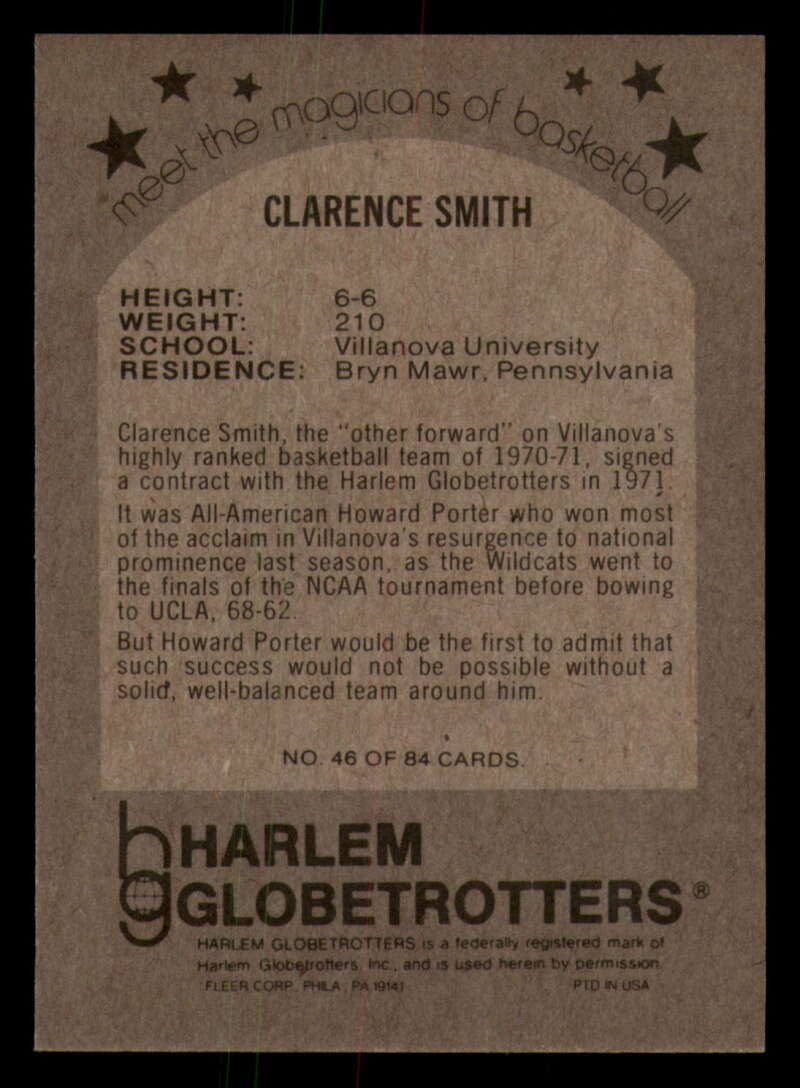 meet the magicians of basketball
CLARENCE SMITH
HEIGHT: 6-6
WEIGHT: 210
SCHOOL: Villanova University
RESIDENCE: Bryn Mawr, Pennsylvania
Clarence Smith, the "other forward" on Villanova's
highly ranked basketball team of 1970-71, signed
a contract with the Harlem Globetrotters in 1971.
It was All-American Howard Porter who won most
of the acclaim in Villanova's resurgence to national
prominence last season, as the Wildcats went to
the finals of the NCAA tournament before bowing
to UCLA, 68-62.
But Howard Porter would be the first to admit that
such success would not be possible without a
solid, well-balanced team around him.
NO. 46 OF 84 CARDS.
hg HARLEM
GLOBETROTTERS®
HARLEM GLOBETROTTERS is a federally registered mark of
Harlem Globetrotters, Inc., and is used herein by permission.
FLEER CORP. PHILA., PA 19141 PTD IN USA